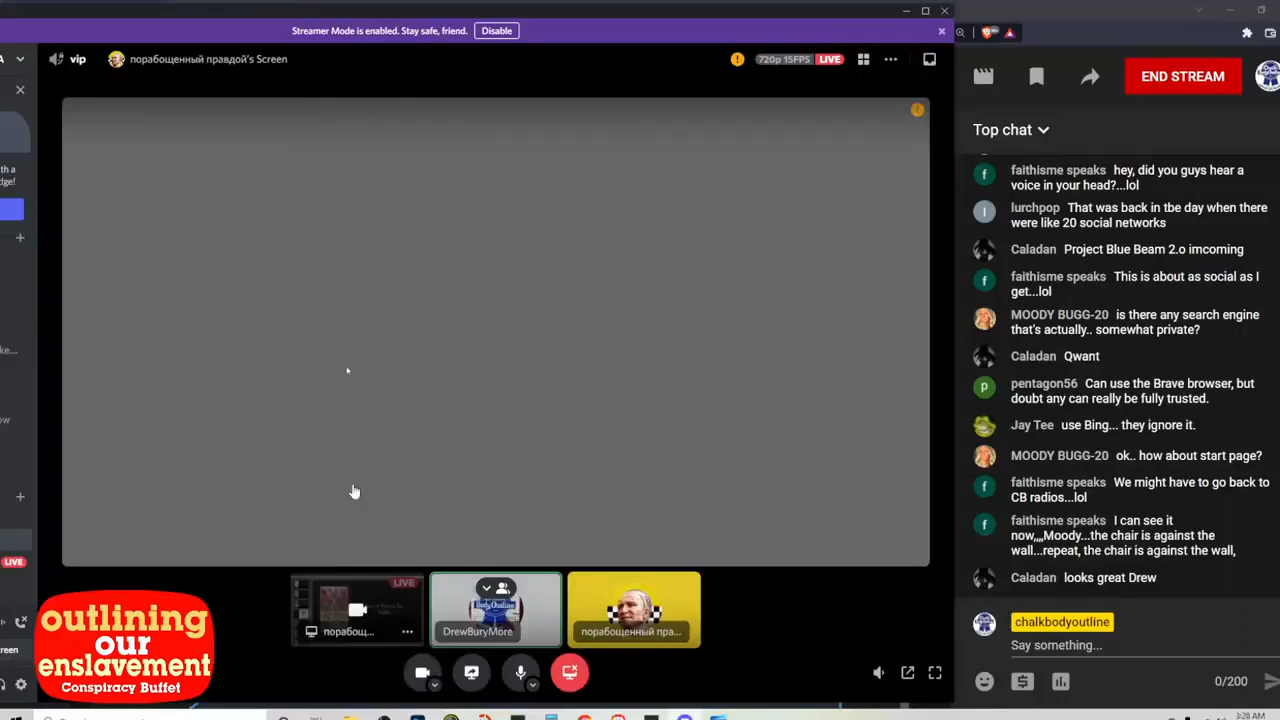 Streamer Mode is enabled. Stay safe, friend.
Disable
vip
порабощенный правдой's Screen
720p 15FPS
LIVE
END STREAM
Top chat
faithisme speaks hey, did you guys hear a
voice in your head?...lol
lurchpop That was back in tbe day when there
were like 20 social networks
Caladan Project Blue Beam 2.o imcorning
faithisme speaks This is about as social as I
get...lol
MOODY BUGG-20 is there any search engine
that's actually.. somewhat private?
Caladan Qwant
pentagon56 Can use the Brave browser, but
doubt any can really be fully trusted.
Jay Tee use Bing... they ignore it.
MOODY BUGG-20 ok.. how about start page?
faithisme speaks We might have to go back to
CB radios...lol
faithisme speaks I can see it
now,,,,Moody...the chair is against the
wall...repeat, the chair is against the wall,
Caladan looks great Drew
chalkbodyoutline
Say something...
0/200
LIVE
порабощ...
DrewBuryMore
порабощенный пра...
LIVE
outlining
our
enslavement
Conspiracy Buffet
3:28 AM